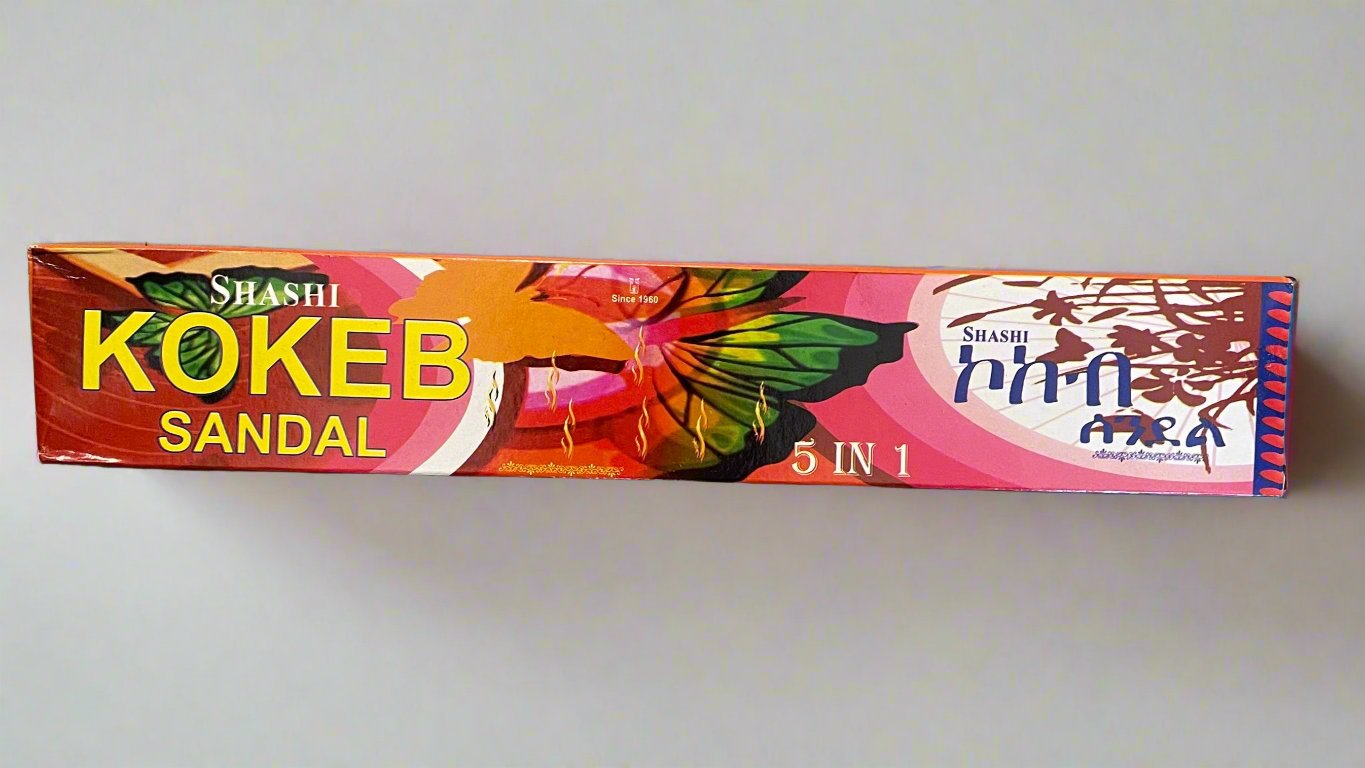 SHASHI
KOKEB
SANDAL
Since 1960
5 IN 1
SHASHI
ኮከብ
ሰንደል